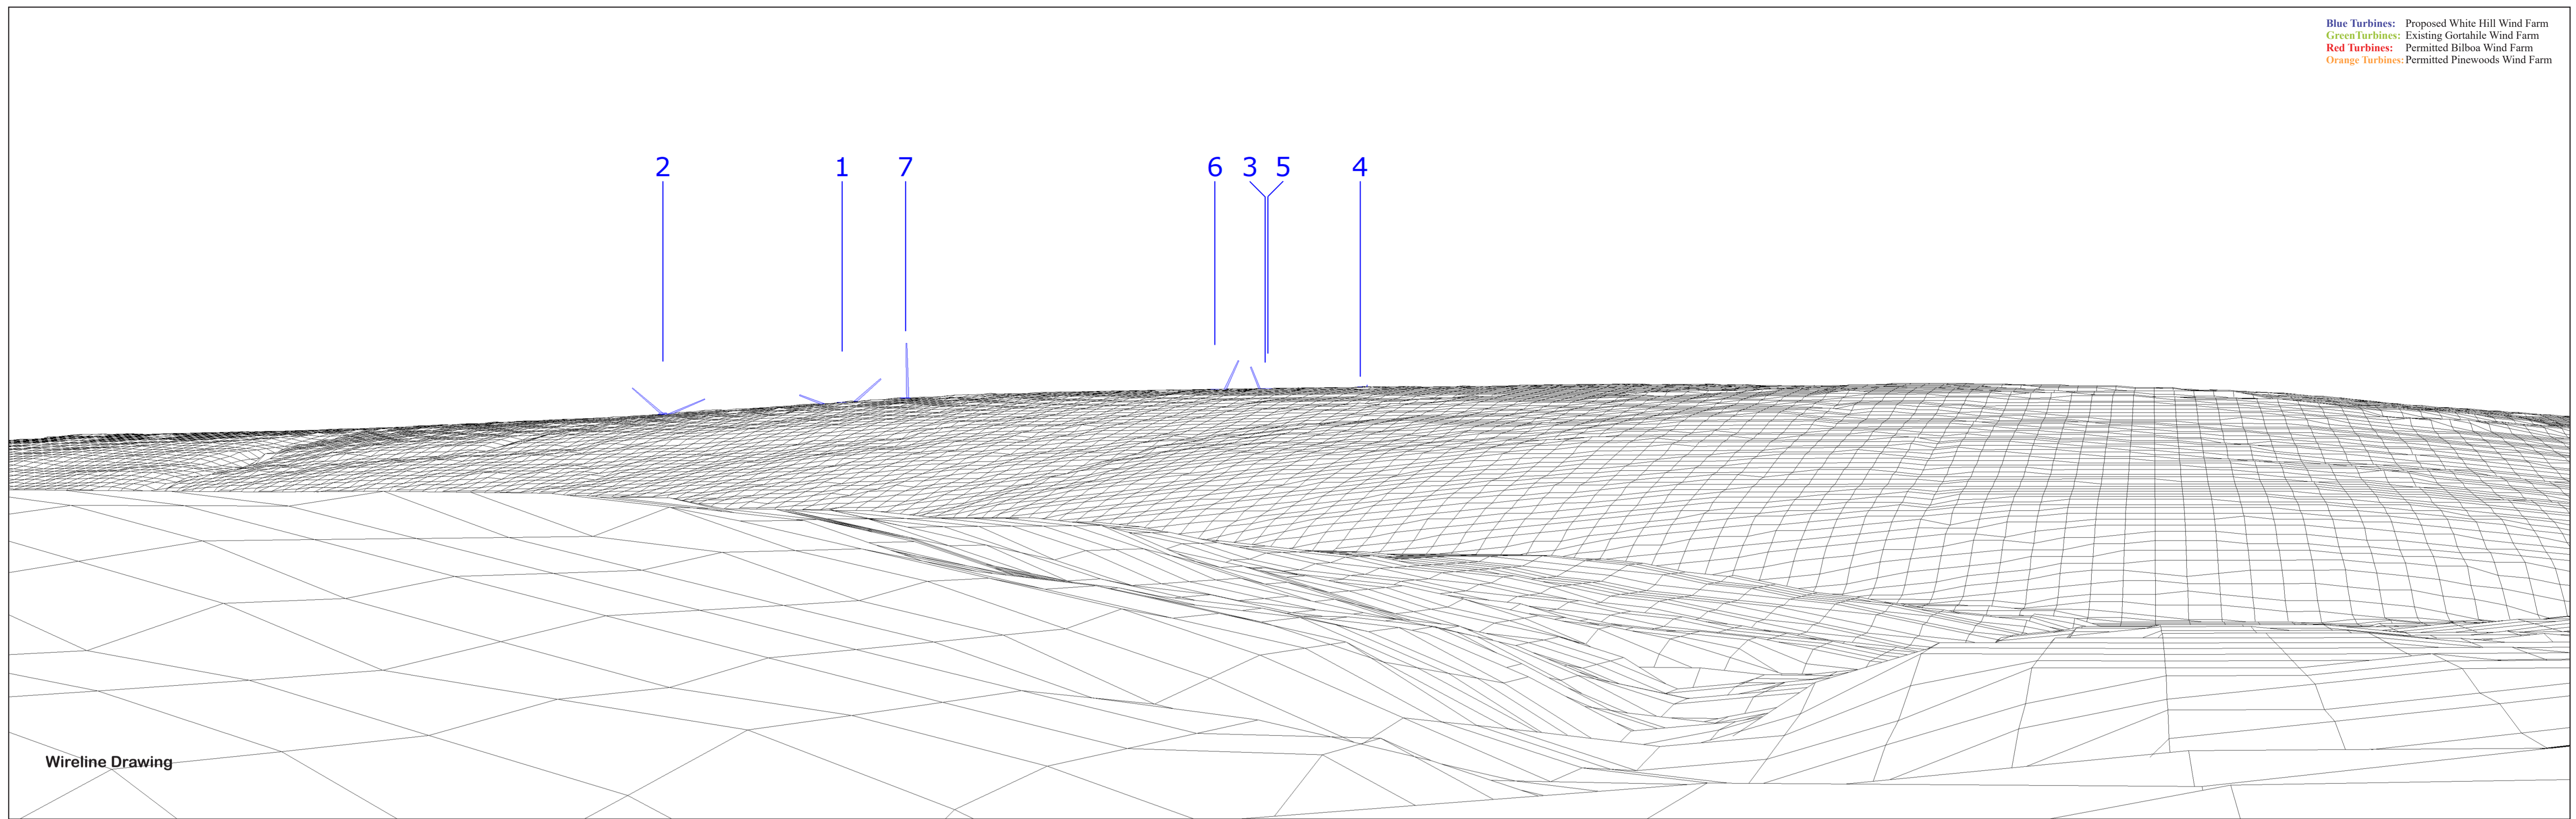 Blue Turbines: Proposed White Hill Wind Farm
GreenTurbines: Existing Gortahile Wind Farm
Red Turbines: Permitted Bilboa Wind Farm
Orange Turbines: Permitted Pinewoods Wind Farm
2 1 7 6 3 5 4
Wireline Drawing